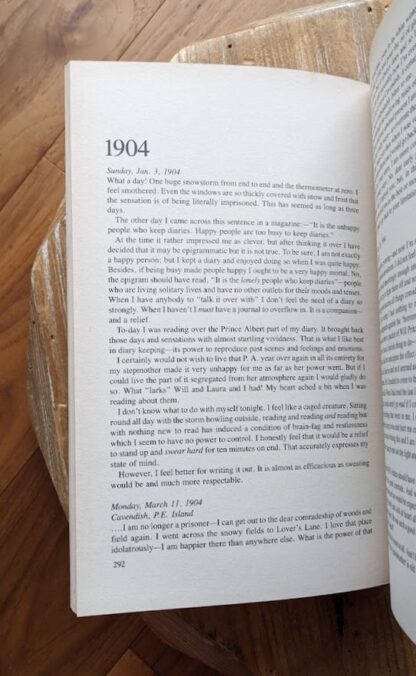 1904
Sunday, Jan. 3, 1904
What a day! One huge snowstorm from end to end and the thermometer at zero. I
feel smothered. Even the windows are so thickly covered with snow and frost that
the sensation is of being literally imprisoned. This has seemed as long as three
days.
The other day I came across this sentence in a magazine:—"It is the unhappy
people who keep diaries. Happy people are too busy to keep diaries."
At the time it rather impressed me as clever, but after thinking it over I have
decided that it may be epigrammatic but it is not true. To be sure, I am not exactly
a happy person; but I kept a diary and enjoyed doing so when I was quite happy.
Besides, if being busy made people happy I ought to be a very happy mortal. No,
the epigram should have read, "It is the lonely people who keep diaries"—people
who are living solitary lives and have no other outlets for their moods and tenses.
When I have anybody to "talk it over with" I don't feel the need of a diary so
strongly. When I haven't I must have a journal to overflow in. It is a companion—
and a relief.
To-day I was reading over the Prince Albert part of my diary. It brought back
those days and sensations with almost startling vividness. That is what I like best
in diary keeping—its power to reproduce past scenes and feelings and emotions.
I certainly would not wish to live that P. A. year over again in all its entirety for
my stepmother made it very unhappy for me as far as her power went. But if I
could live the part of it segregated from her atmosphere again I would gladly do
so. What "larks" Will and Laura and I had! My heart ached a bit when I was
reading about them.
I don't know what to do with myself tonight. I feel like a caged creature. Sitting
round all day with the storm howling outside, reading and reading and reading but
with nothing new to read has induced a condition of brain-fag and restlessness
which I seem to have no power to control. I honestly feel that it would be a relief
to stand up and swear hard for ten minutes on end. That accurately expresses my
state of mind.
However, I feel better for writing it out. It is almost as efficacious as swearing
would be and much more respectable.
Monday, March 11, 1904
Cavendish, P.E. Island
....I am no longer a prisoner—I can get out to the dear comradeship of woods and
field again. I went across the snowy fields to Lover's Lane. I love that place
idolatrously—I am happier there than anywhere else. What is the power of that
292